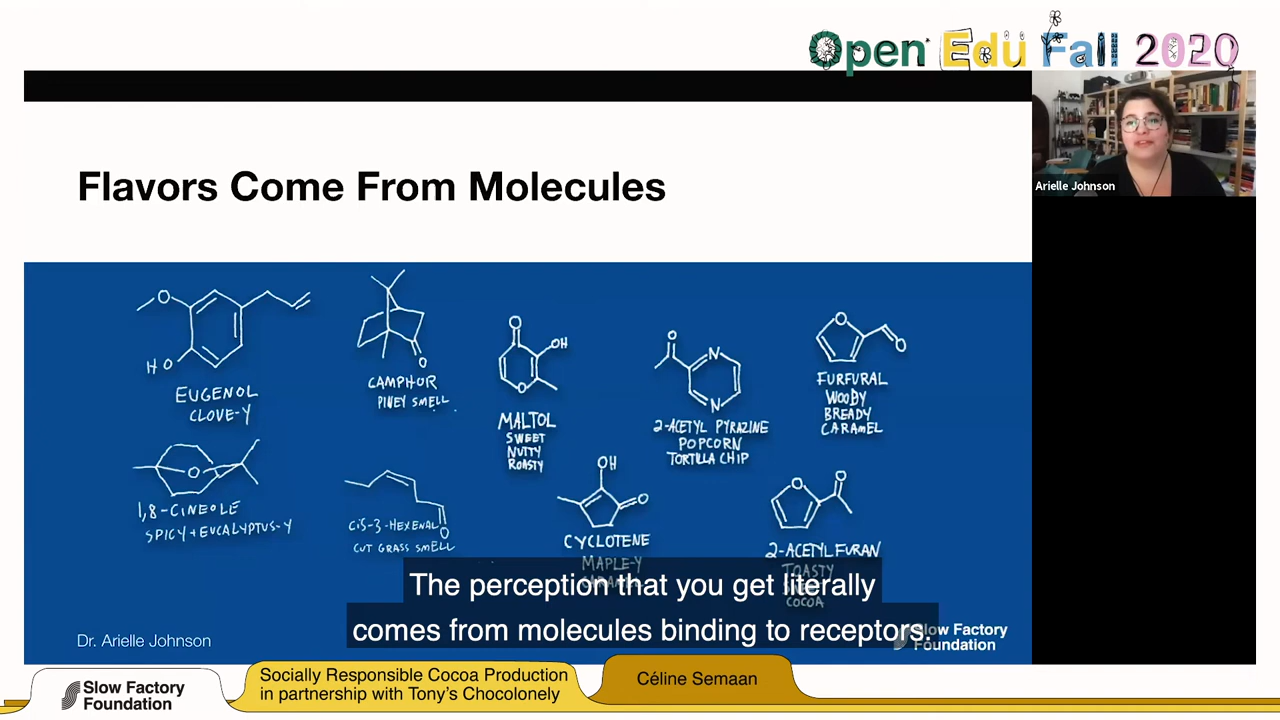 Open Edu Fall 2020
Arielle Johnson
Flavors Come From Molecules
O
HO
EUGENOL
CLOVE-Y
O
CAMPHOR
PINEY SMELL
O
OH
O
MALTOL
SWEET
NUTTY
ROASTY
O
N
N
2-ACETYL PYRAZINE
POPCORN
TORTILLA CHIP
O
O
FURFURAL
WOODY
BREADY
CARAMEL
O
1,8-CINEOLE
SPICY + EUCALYPTUS-Y
O
CIS-3-HEXENAL
CUT GRASS SMELL
OH
O
CYCLOTENE
MAPLE-Y
O
O
2-ACETYLFURAN
TOASTY
COCOA
The perception that you get literally
comes from molecules binding to receptors.
Dr. Arielle Johnson
Slow Factory
Foundation
Slow Factory
Foundation
Socially Responsible Cocoa Production
in partnership with Tony's Chocolonely
Céline Semaan